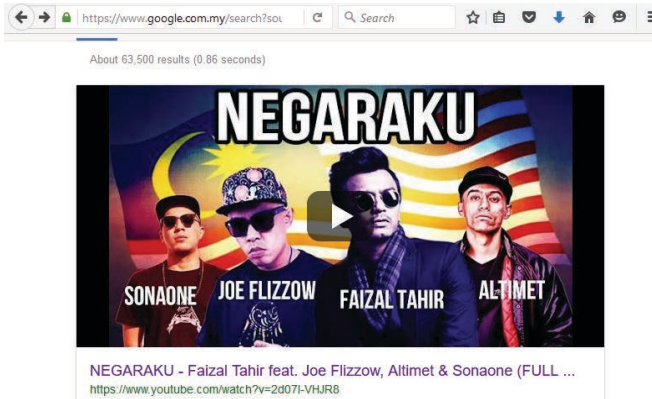 https://www.google.com.my/search?sou
Search
About 63,500 results (0.86 seconds)
NEGARAKU
SONAONE
JOE FLIZZOW
FAIZAL TAHIR
ALTIMET
NEGARAKU - Faizal Tahir feat. Joe Flizzow, Altimet & Sonaone (FULL ...
https://www.youtube.com/watch?v=2d07I-VHJR8